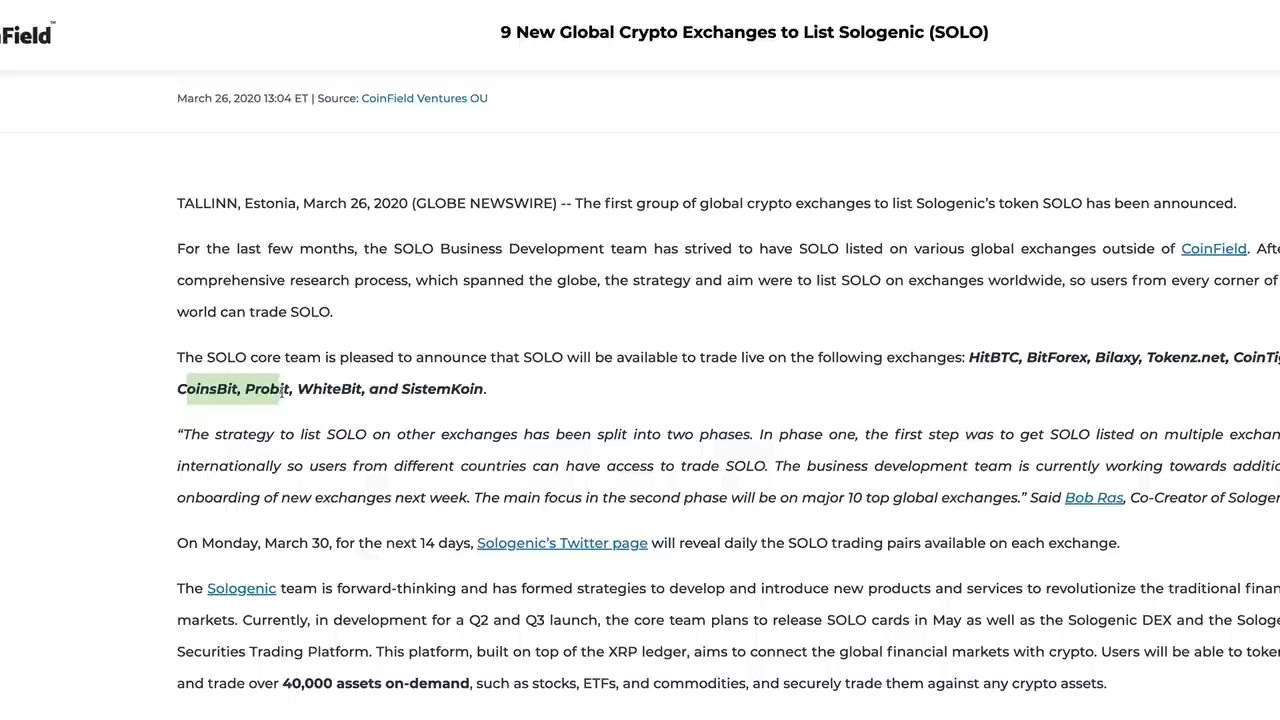 Field™
9 New Global Crypto Exchanges to List Sologenic (SOLO)
March 26, 2020 13:04 ET | Source: CoinField Ventures OU
TALLINN, Estonia, March 26, 2020 (GLOBE NEWSWIRE) -- The first group of global crypto exchanges to list Sologenic's token SOLO has been announced.
For the last few months, the SOLO Business Development team has strived to have SOLO listed on various global exchanges outside of CoinField. Afte
comprehensive research process, which spanned the globe, the strategy and aim were to list SOLO on exchanges worldwide, so users from every corner of
world can trade SOLO.
The SOLO core team is pleased to announce that SOLO will be available to trade live on the following exchanges: HitBTC, BitForex, Bilaxy, Tokenz.net, CoinTig
CoinsBit, Probit, WhiteBit, and SistemKoin.
“The strategy to list SOLO on other exchanges has been split into two phases. In phase one, the first step was to get SOLO listed on multiple exchan
internationally so users from different countries can have access to trade SOLO. The business development team is currently working towards additio
onboarding of new exchanges next week. The main focus in the second phase will be on major 10 top global exchanges.” Said Bob Ras, Co-Creator of Sologen
On Monday, March 30, for the next 14 days, Sologenic's Twitter page will reveal daily the SOLO trading pairs available on each exchange.
The Sologenic team is forward-thinking and has formed strategies to develop and introduce new products and services to revolutionize the traditional finan
markets. Currently, in development for a Q2 and Q3 launch, the core team plans to release SOLO cards in May as well as the Sologenic DEX and the Sologe
Securities Trading Platform. This platform, built on top of the XRP ledger, aims to connect the global financial markets with crypto. Users will be able to token
and trade over 40,000 assets on-demand, such as stocks, ETFs, and commodities, and securely trade them against any crypto assets.